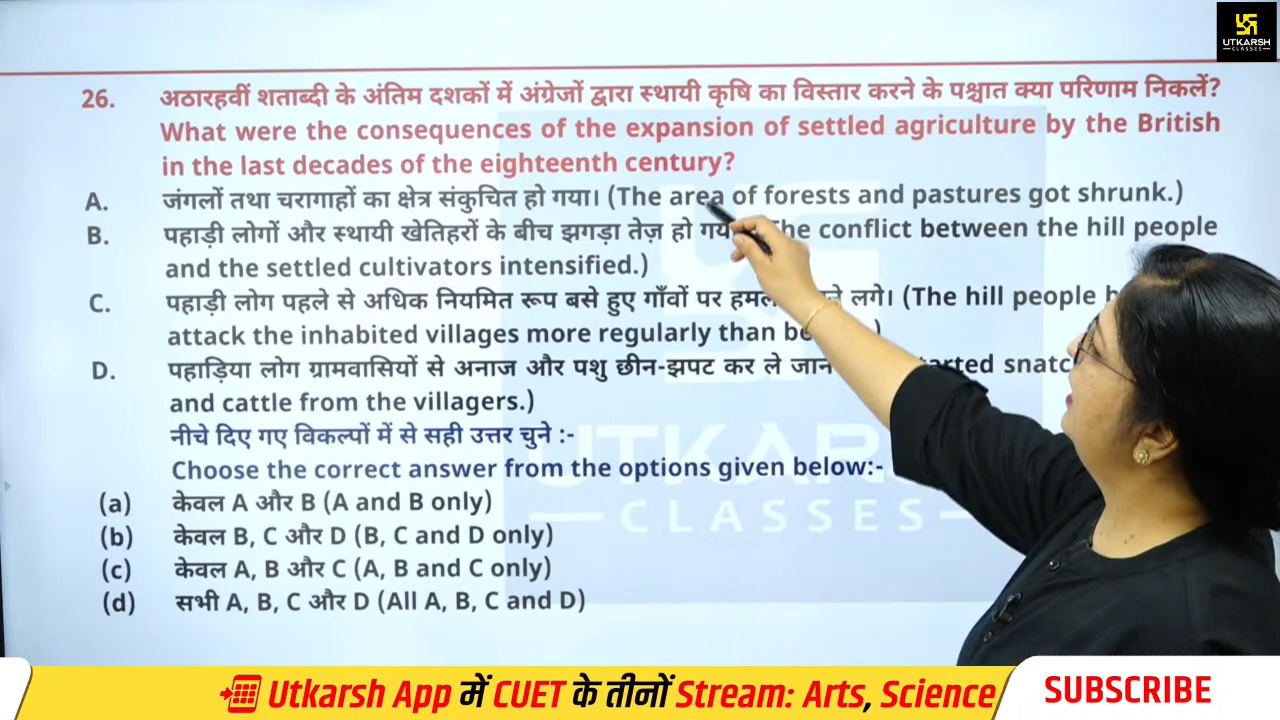 UTKARSH
CLASSES
26. अठारहवीं शताब्दी के अंतिम दशकों में अंग्रेजों द्वारा स्थायी कृषि का विस्तार करने के पश्चात क्या परिणाम निकलें?
What were the consequences of the expansion of settled agriculture by the British
in the last decades of the eighteenth century?
A. जंगलों तथा चरागाहों का क्षेत्र संकुचित हो गया। (The area of forests and pastures got shrunk.)
B. पहाड़ी लोगों और स्थायी खेतिहरों के बीच झगड़ा तेज़ हो conflict between the hill people
and the settled cultivators intensified.)
C. पहाड़ी लोग पहले से अधिक नियमित रूप बसे हुए गाँवों पर लगे। (The hill people
attack the inhabited villages more regularly than
D. पहाड़िया लोग ग्रामवासियों से अनाज और पशु छीन-झपट कर ले
and cattle from the villagers.)
नीचे दिए गए विकल्पों में से सही उत्तर चुने :-
Choose the correct answer from the options given below:-
(a) केवल A और B (A and B only)
(b) केवल B, C और D (B, C and D only)
(c) केवल A, B और C (A, B and C only)
(d) सभी A, B, C और D (All A, B, C and D)
CLASSES
Utkarsh App में CUET के तीनों Stream: Arts, Science
SUBSCRIBE